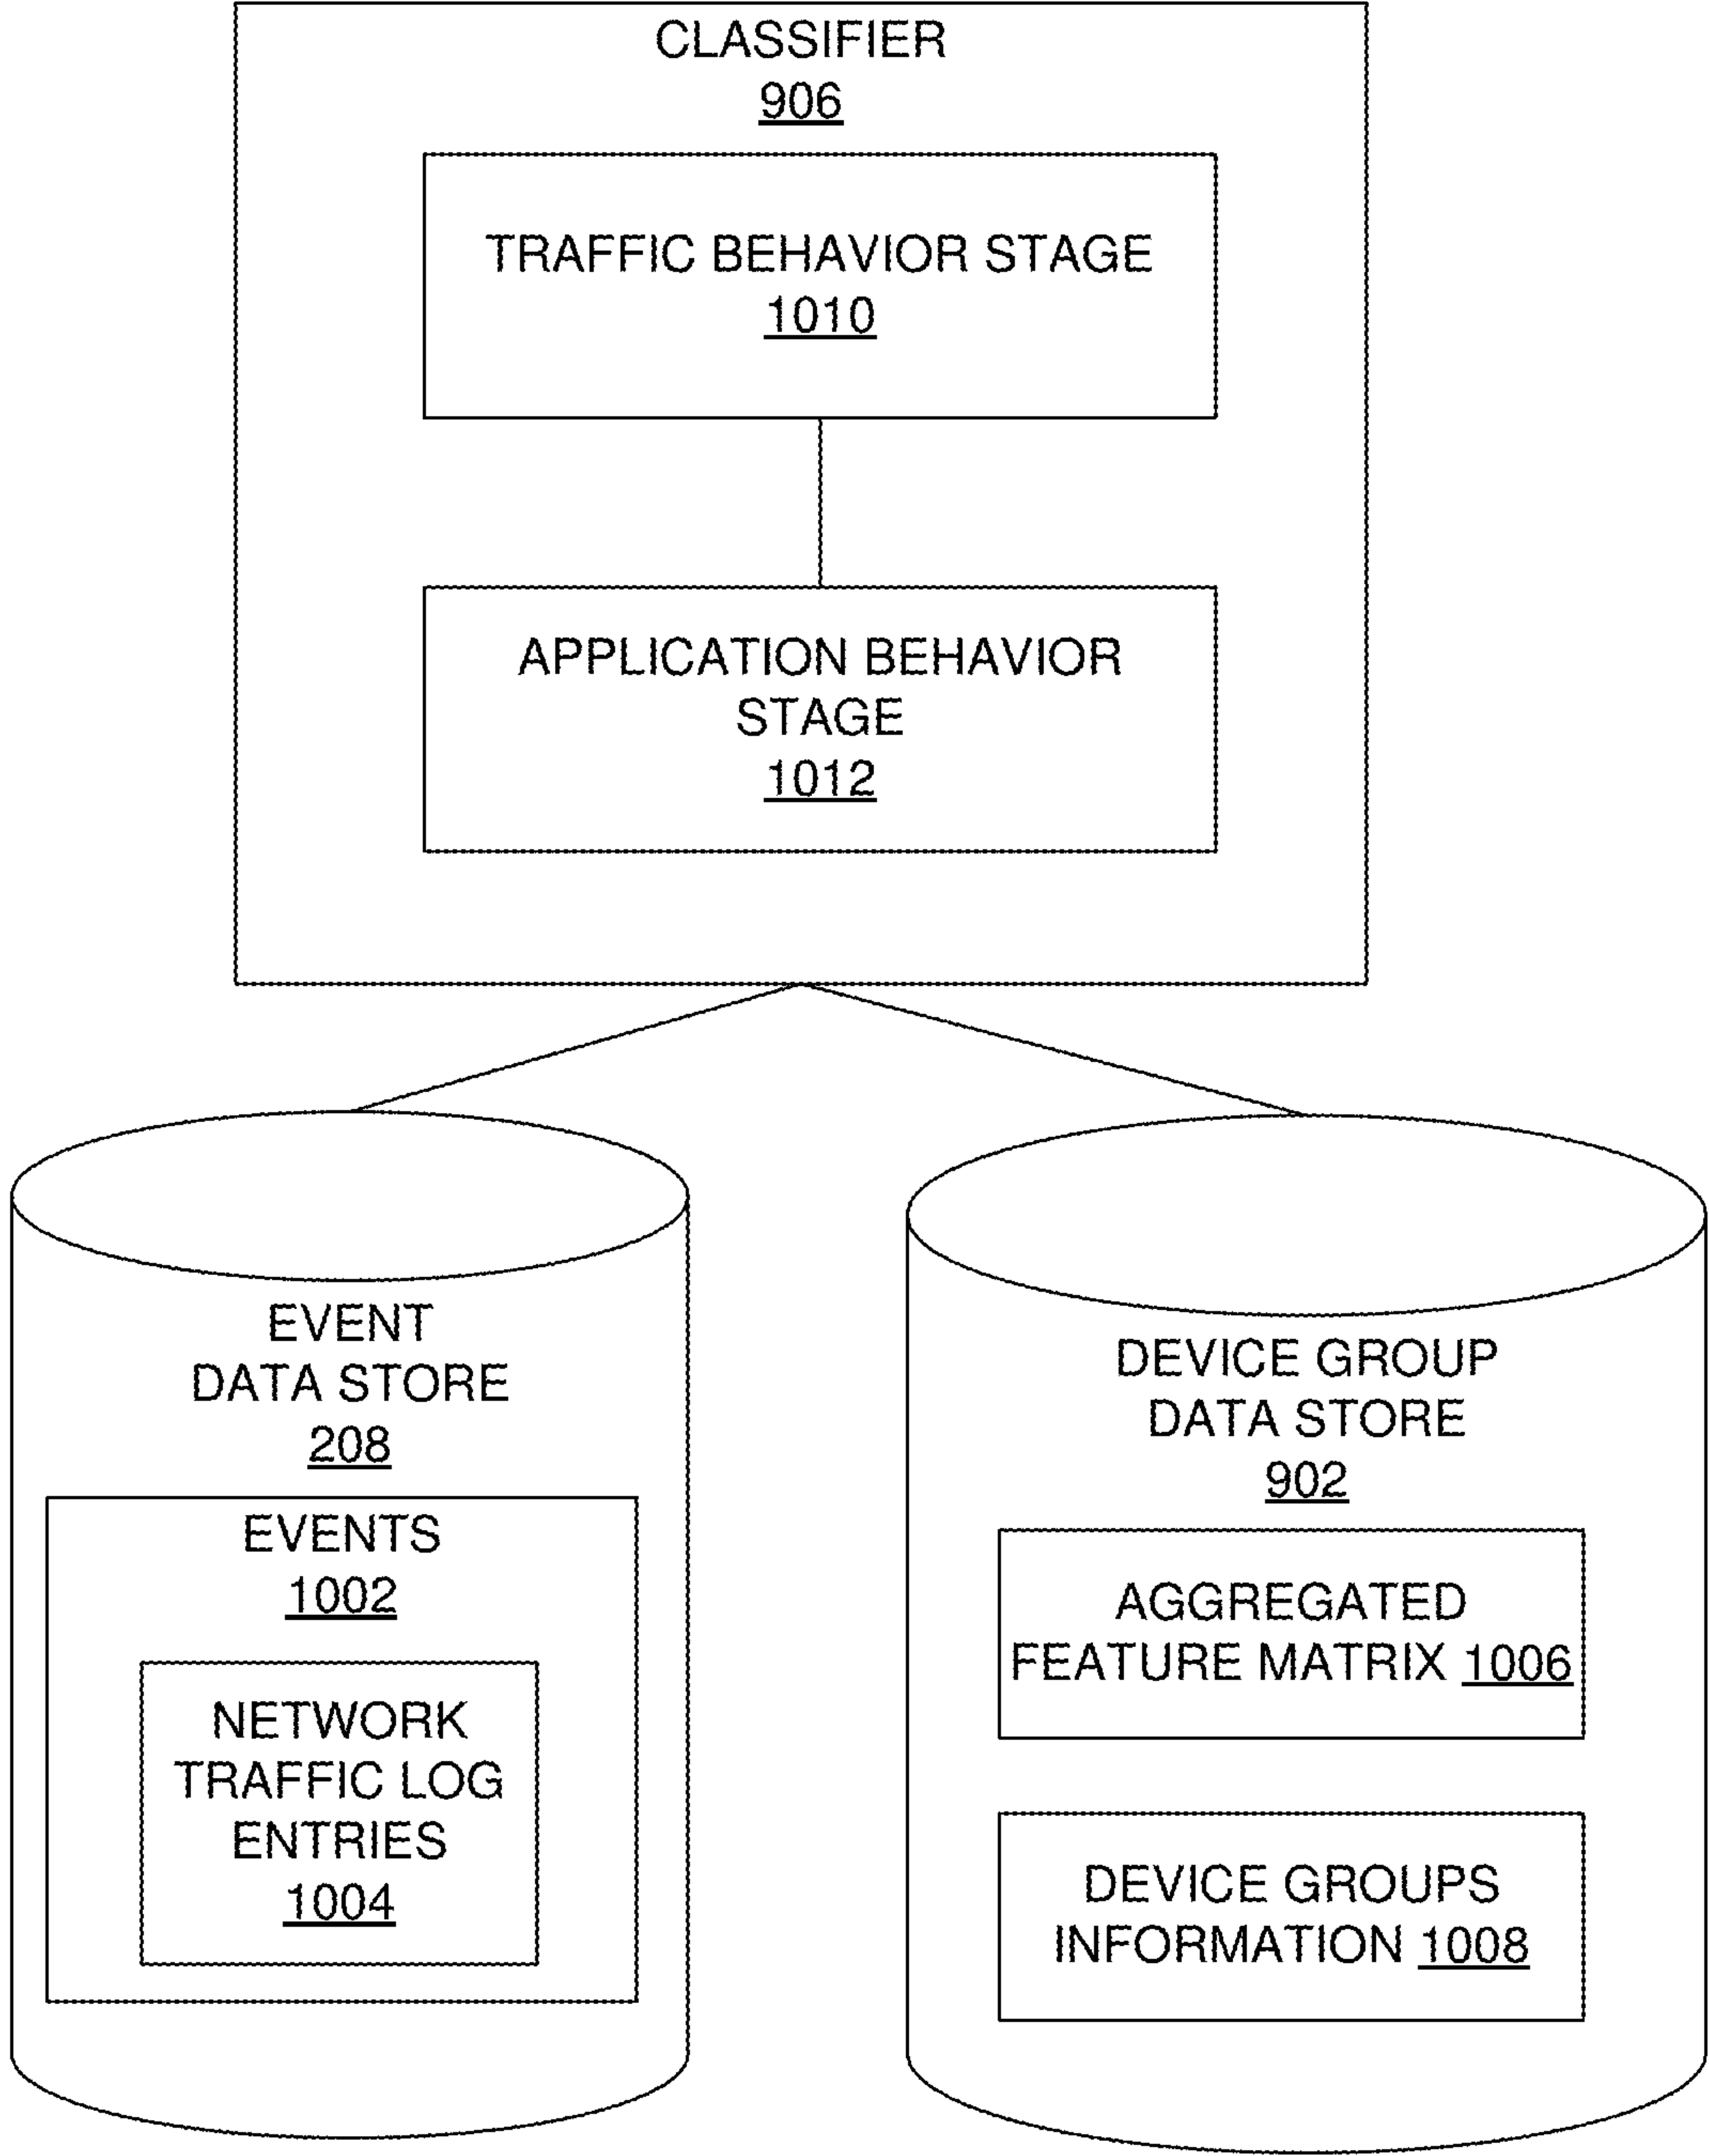 CLASSIFIER
906
TRAFFIC BEHAVIOR STAGE
1010
APPLICATION BEHAVIOR
STAGE
1012
EVENT
DATA STORE
208
EVENTS
1002
NETWORK
TRAFFIC LOG
ENTRIES
1004
DEVICE GROUP
DATA STORE
902
AGGREGATED
FEATURE MATRIX 1006
DEVICE GROUPS
INFORMATION 1008